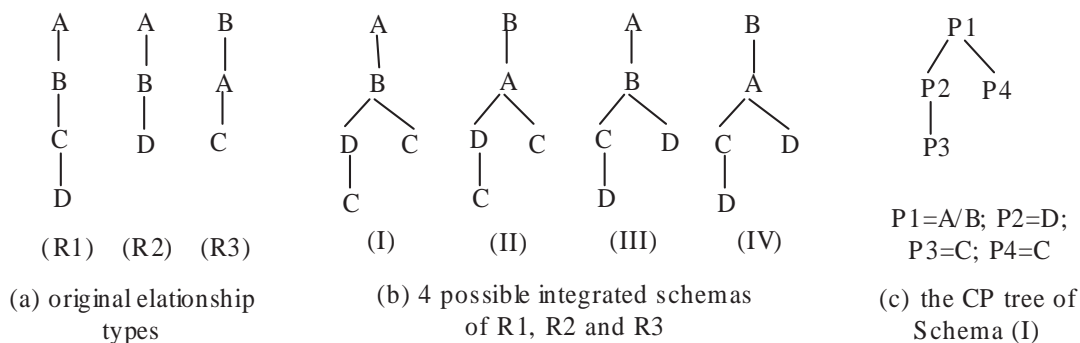 A A B A B A B P1
B B A B A B A P2 P4
C D C D C D C C D C D P3
D C C D D
(R1) (R2) (R3) (I) (II) (III) (IV)
P1=A/B; P2=D;
P3=C; P4=C
(a) original elationship
types
(b) 4 possible integrated schemas
of R1, R2 and R3
(c) the CP tree of
Schema (I)